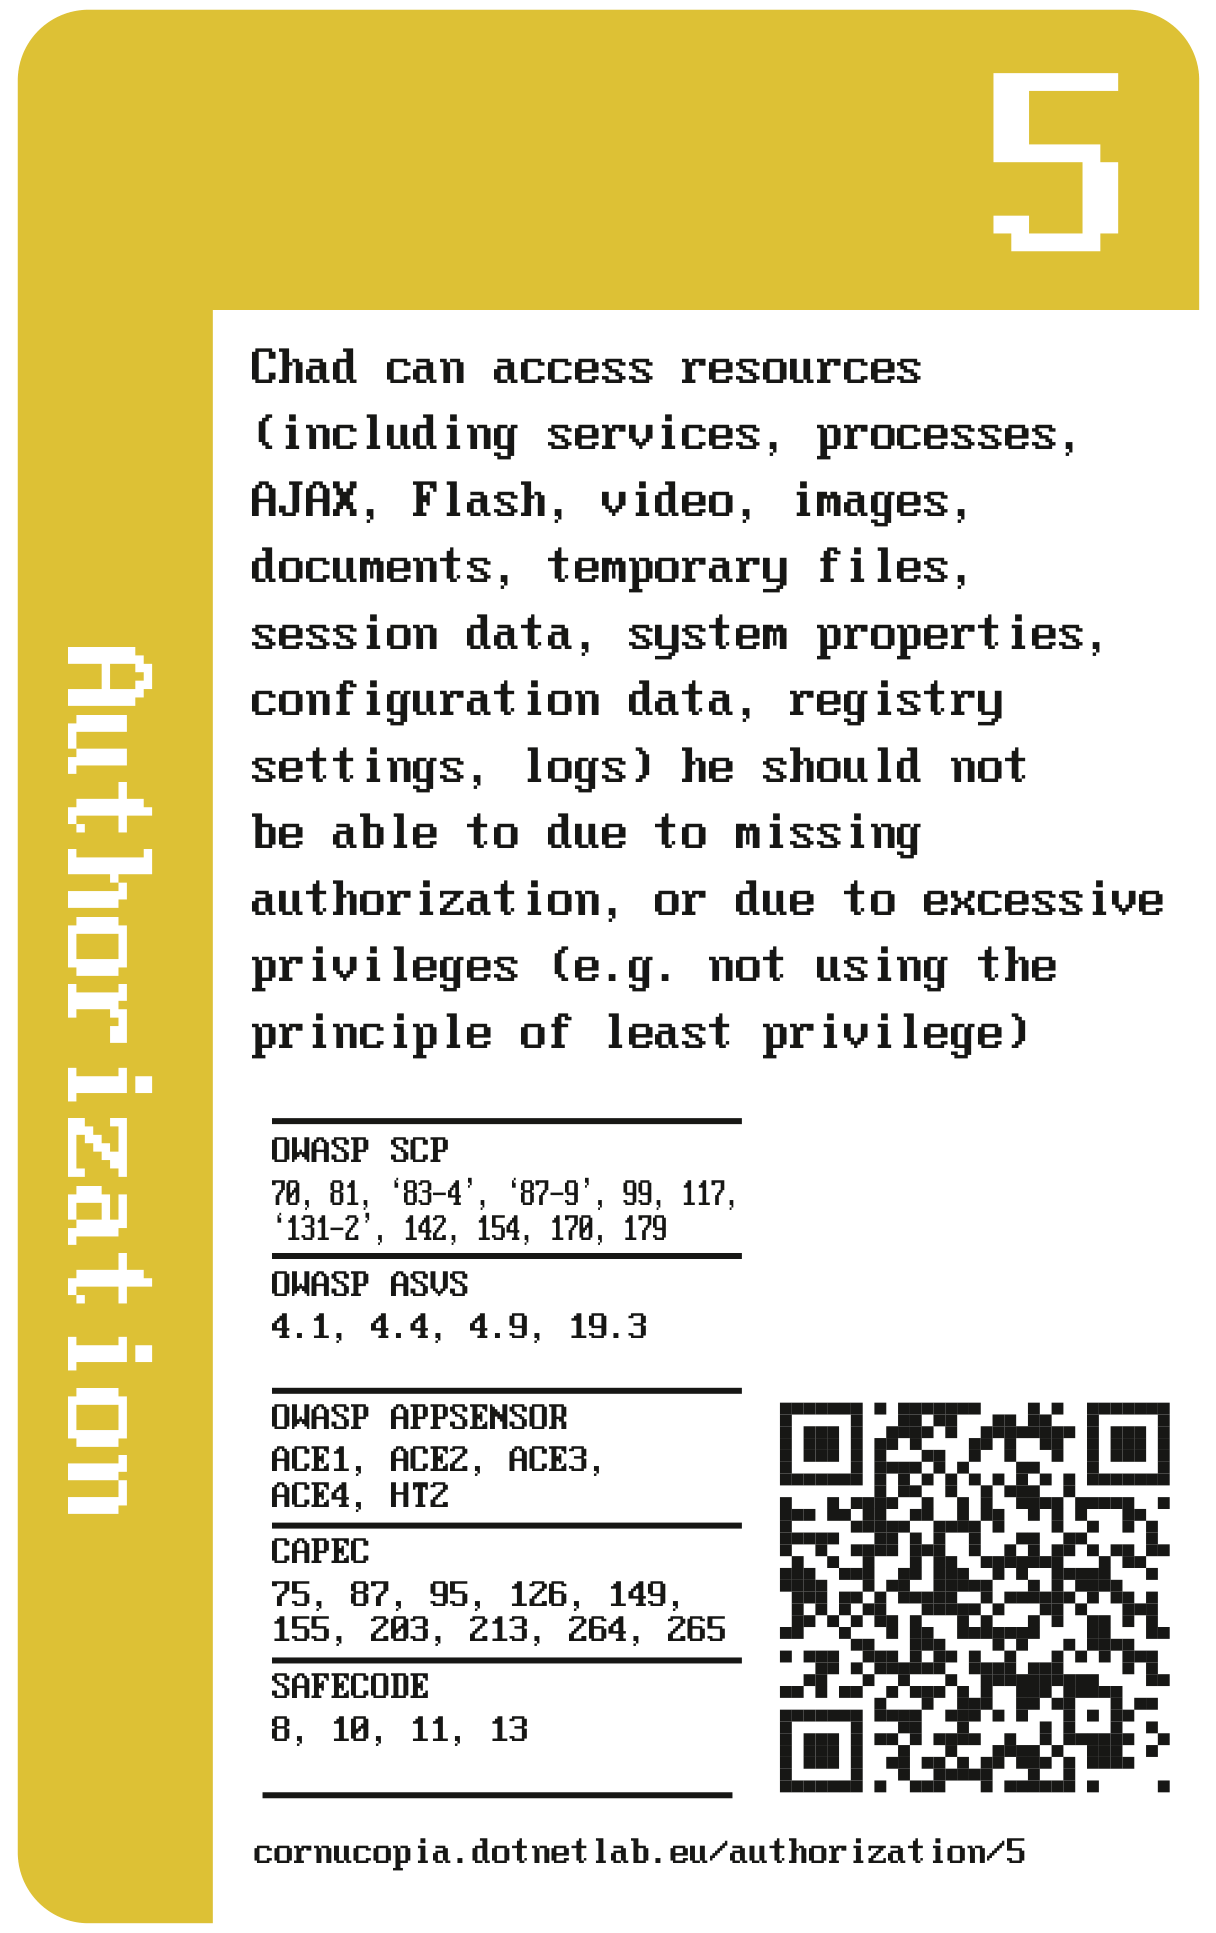 5
Authorization
Chad can access resources
(including services, processes,
AJAX, Flash, video, images,
documents, temporary files,
session data, system properties,
configuration data, registry
settings, logs) he should not
be able to due to missing
authorization, or due to excessive
privileges (e.g. not using the
principle of least privilege)
OWASP SCP
70, 81, ‘83-4’, ‘87-9’, 99, 117,
‘131-2’, 142, 154, 170, 179
OWASP ASVS
4.1, 4.4, 4.9, 19.3
OWASP APPSENSOR
ACE1, ACE2, ACE3,
ACE4, HT2
CAPEC
75, 87, 95, 126, 149,
155, 203, 213, 264, 265
SAFECODE
8, 10, 11, 13
cornucopia.dotnetlab.eu/authorization/5